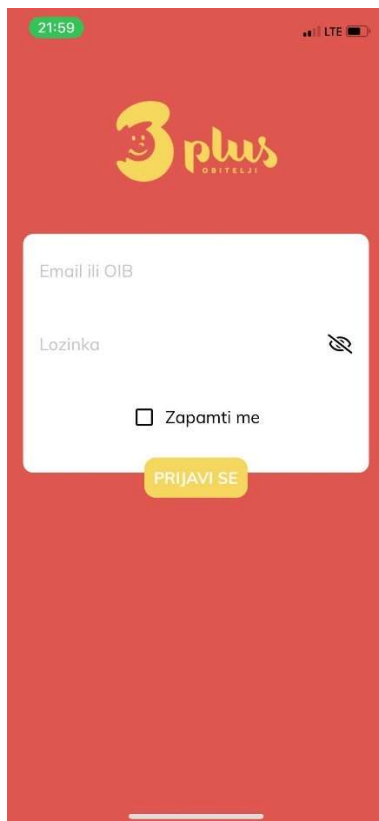 21:59
LTE
3 plus
OBITELJI
Email ili OIB
Lozinka
Zapamti me
PRIJAVI SE